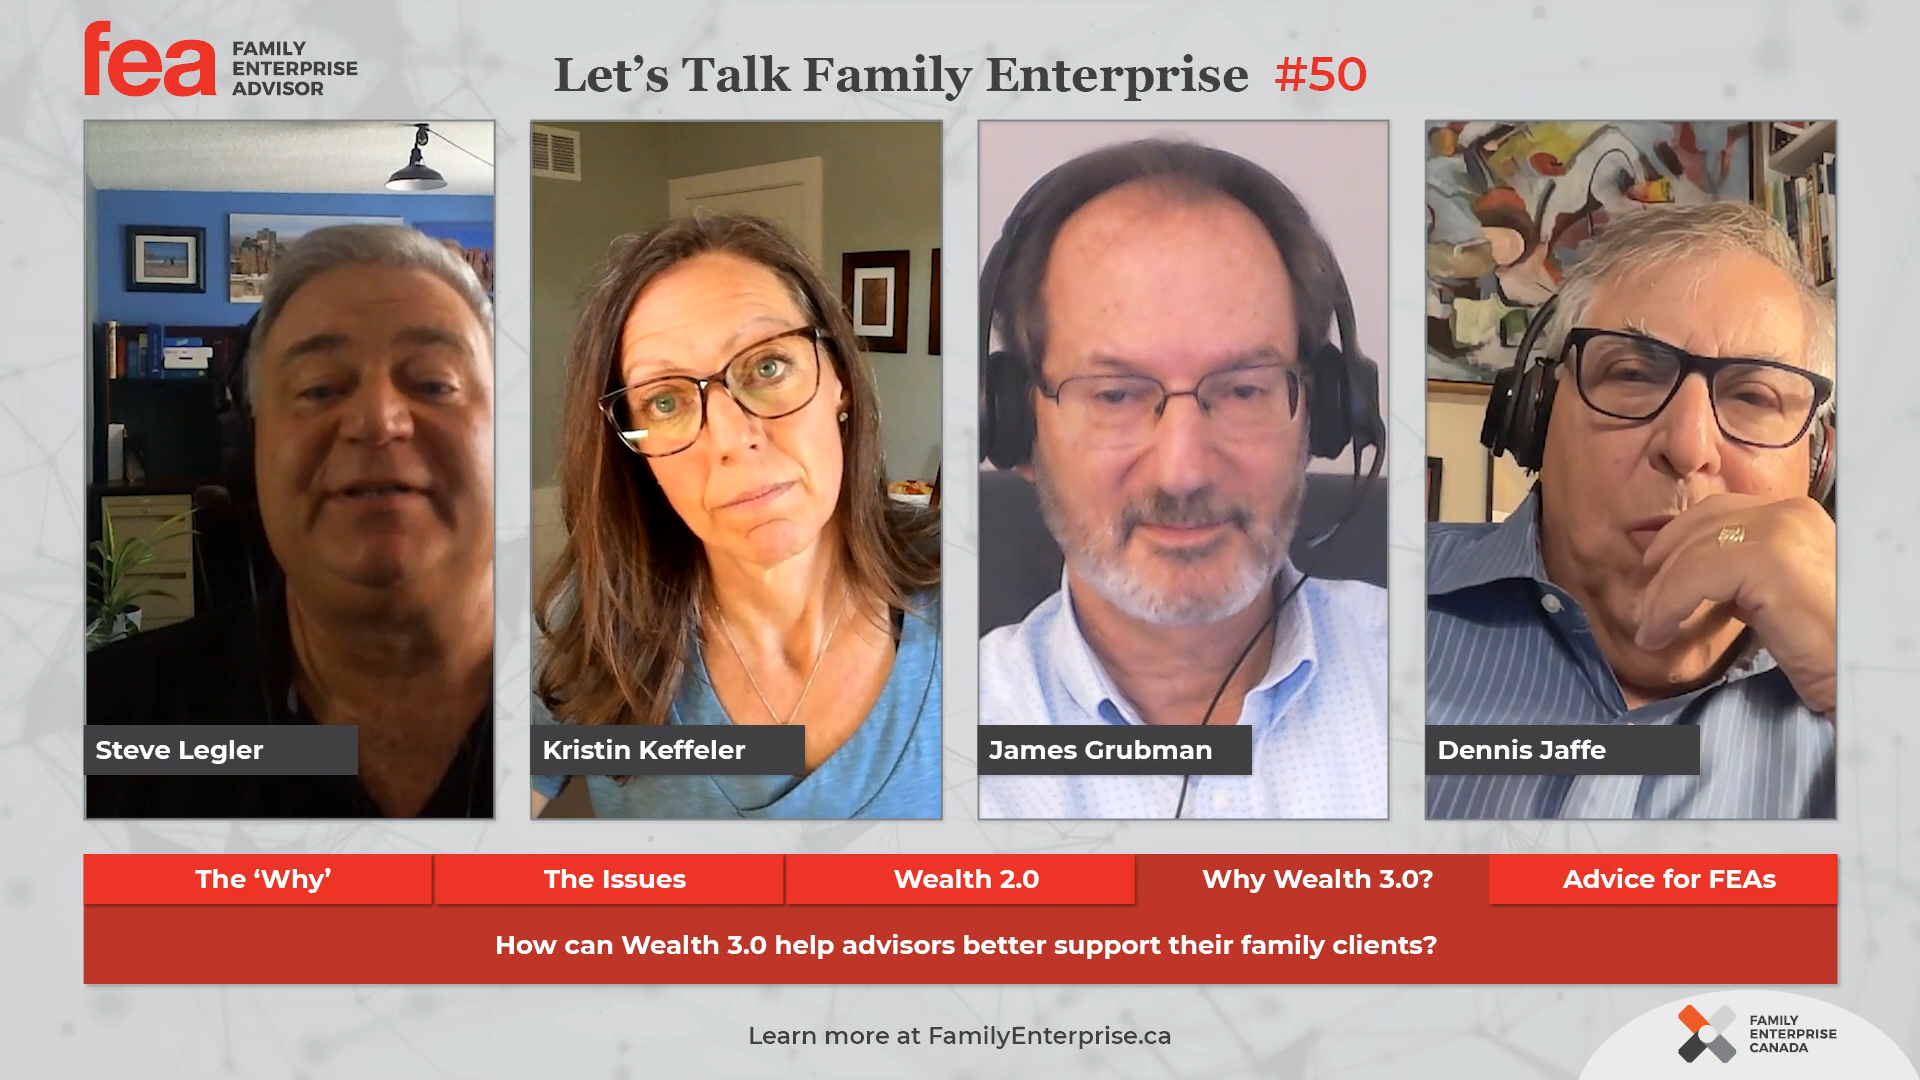 fea
FAMILY
ENTERPRISE
ADVISOR
Let's Talk Family Enterprise #50
Steve Legler
Kristin Keffeler
James Grubman
Dennis Jaffe
The ‘Why’
The Issues
Wealth 2.0
Why Wealth 3.0?
Advice for FEAs
How can Wealth 3.0 help advisors better support their family clients?
Learn more at FamilyEnterprise.ca
FAMILY
ENTERPRISE
CANADA